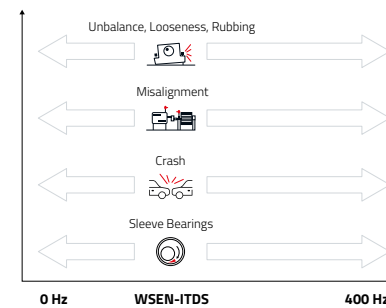 Unbalance, Looseness, Rubbing
Misalignment
Crash
Sleeve Bearings
0 Hz WSEN-ITDS 400 Hz